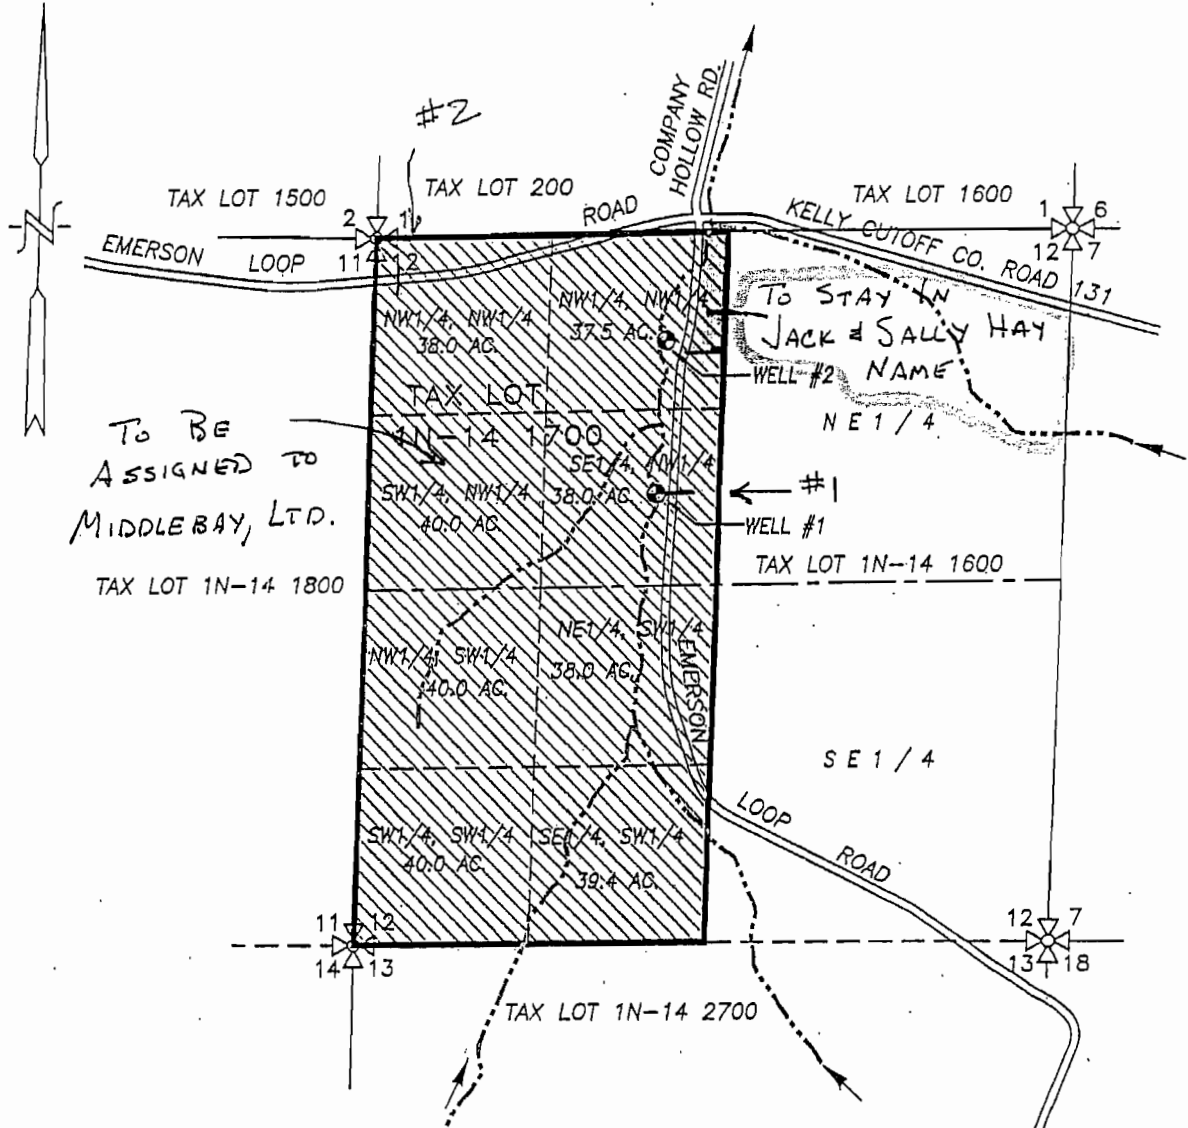 #2
COMPANY
HOLLOW RD.
TAX LOT 1500
TAX LOT 200
ROAD
TAX LOT 1600
KELLY CUTOFF CO. ROAD 131
N
2
1
11
12
1
6
12
7
EMERSON LOOP
NW1/4, NW1/4
38.0 AC.
NW1/4, NW1/4
37.5 AC.
TO STAY IN
JACK & SALLY HAY
NAME
WELL #2
NE1/4
TAX LOT
1N-14 1700
TO BE
ASSIGNED TO
MIDDLEBAY, LTD.
SW1/4, NW1/4
40.0 AC.
SE1/4, NW1/4
38.0 AC.
#1
WELL #1
TAX LOT 1N-14 1800
TAX LOT 1N-14 1600
NW1/4, SW1/4
40.0 AC.
NE1/4, SW1/4
38.0 AC.
EMERSON
SE1/4
LOOP
ROAD
SW1/4, SW1/4
40.0 AC.
SE1/4, SW1/4
39.4 AC.
11
12
14
13
12
7
13
18
TAX LOT 1N-14 2700